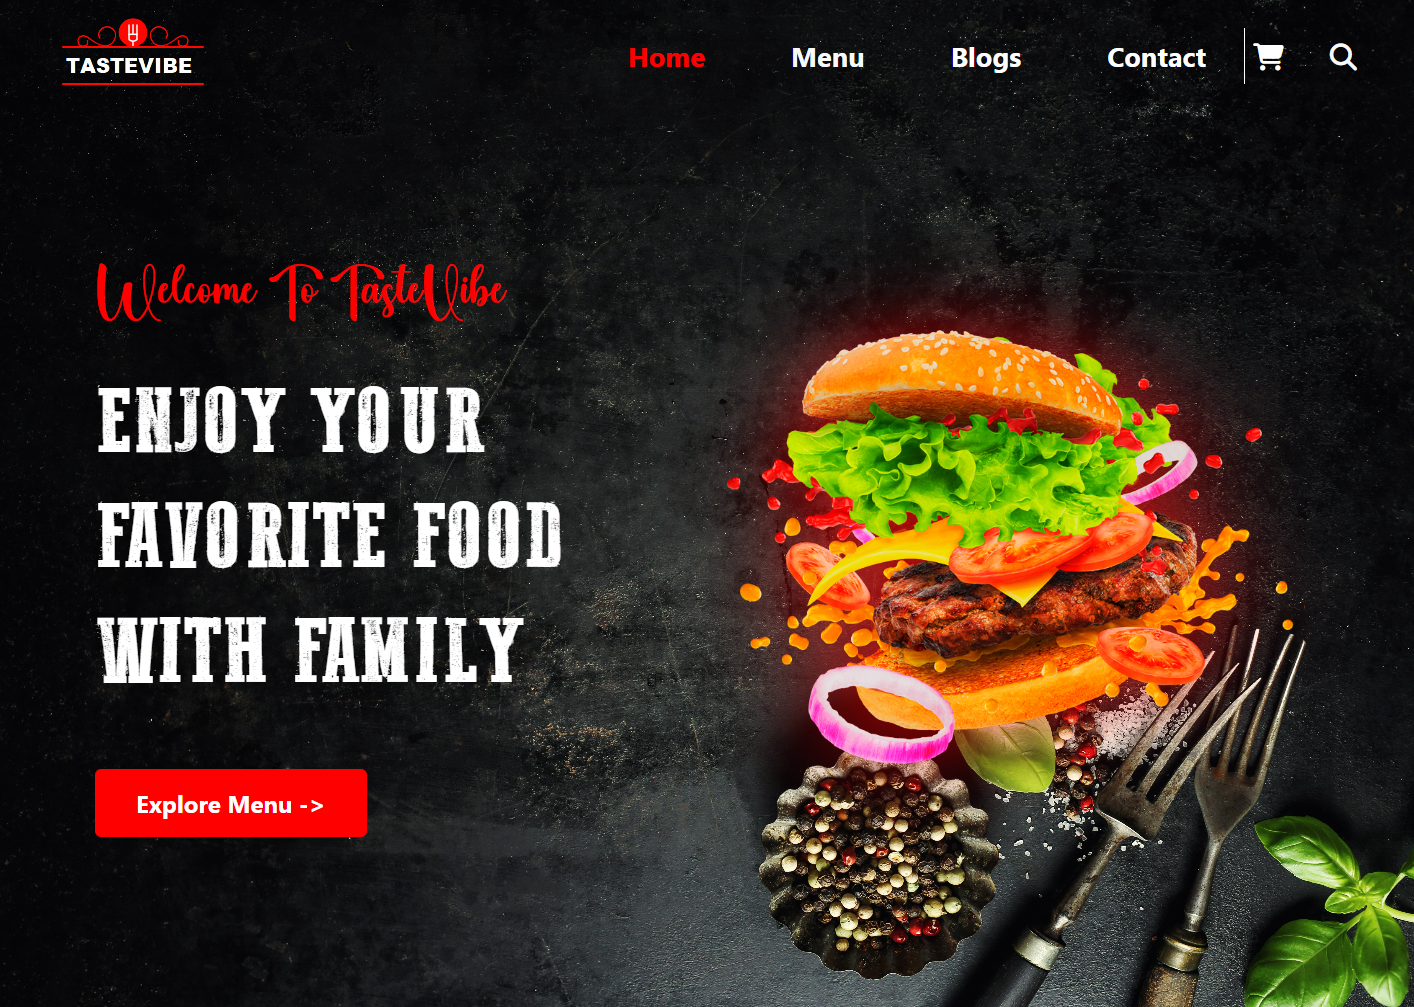 TASTEVIBE
Home Menu Blogs Contact
Welcome To TasteVibe
ENJOY YOUR
FAVORITE FOOD
WITH FAMILY
Explore Menu ->